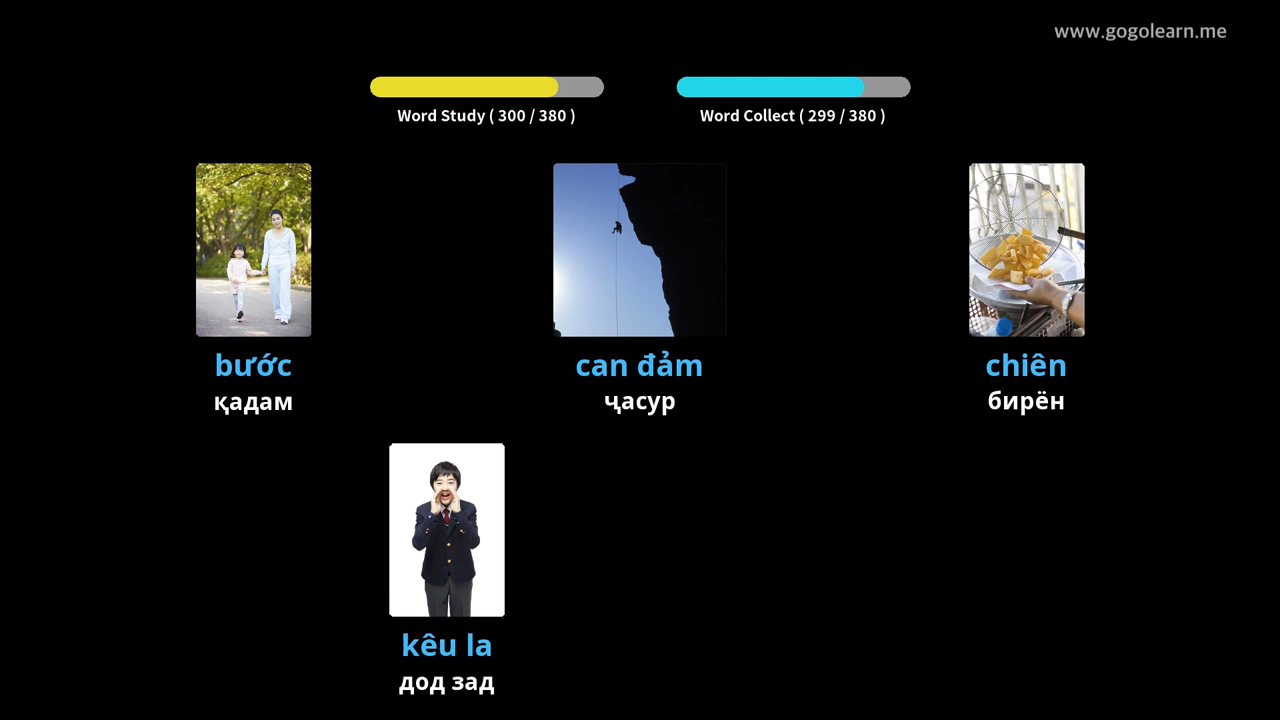 www.gogolearn.me
Word Study ( 300 / 380 )
Word Collect ( 299 / 380 )
bước
қадам
can đảm
ҷасур
chiên
бирён
kêu la
дод зад